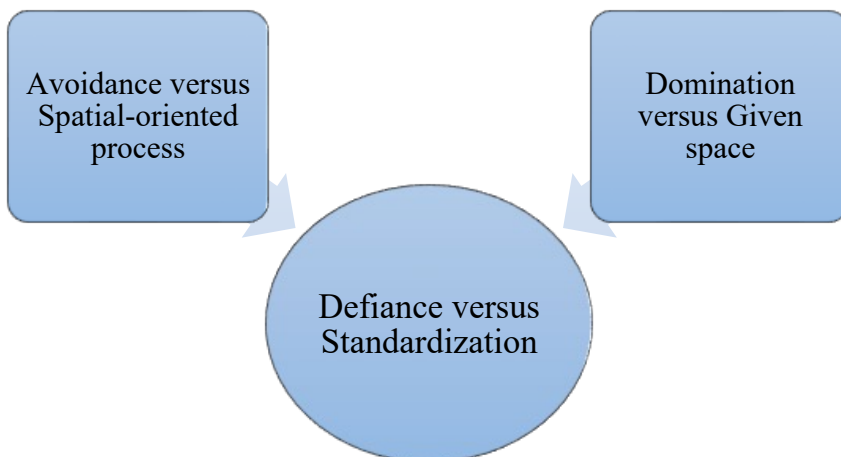 Avoidance versus
Spatial-oriented
process
Domination
versus Given
space
Defiance versus
Standardization